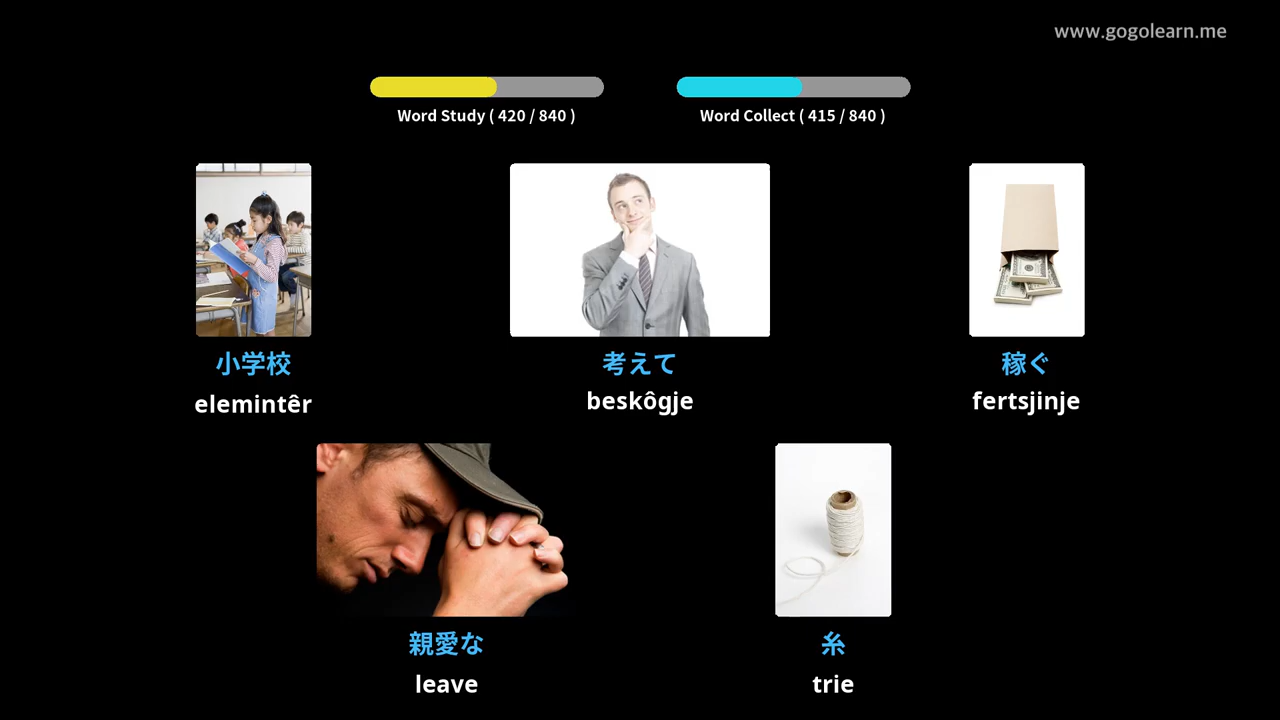 www.gogolearn.me
Word Study ( 420 / 840 )
Word Collect ( 415 / 840 )
小学校
考えて
稼ぐ
elemintêr
beskôgje
fertsjinje
親愛な
糸
leave
trie